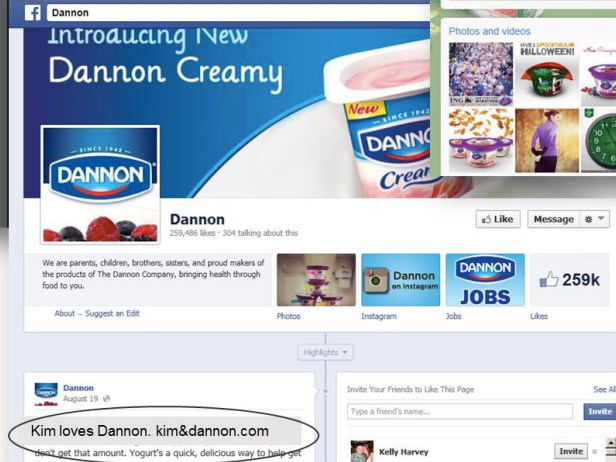 Dannon
Introducing New
Dannon Creamy
New
SINCE 1942
SINCE 1942
DANNON
Photos and videos
HAVE A SPOOKTACULAR
HALLOWEEN!
ING
Dannon
259,486 likes · 304 talking about this
Like
Message
We are parents, children, brothers, sisters, and proud makers of
the products of The Dannon Company, bringing health through
food to you.
About – Suggest an Edit
Dannon
on Instagram
DANNON
JOBS
259k
Photos
Instagram
Jobs
Likes
Highlights
DANNON
Dannon
August 19
Invite Your Friends to Like This Page
See All
Type a friend's name...
Invite
Kim loves Dannon. kim&dannon.com
don't get that amount. Yogurt's a quick, delicious way to help get
Kelly Harvey
Invite